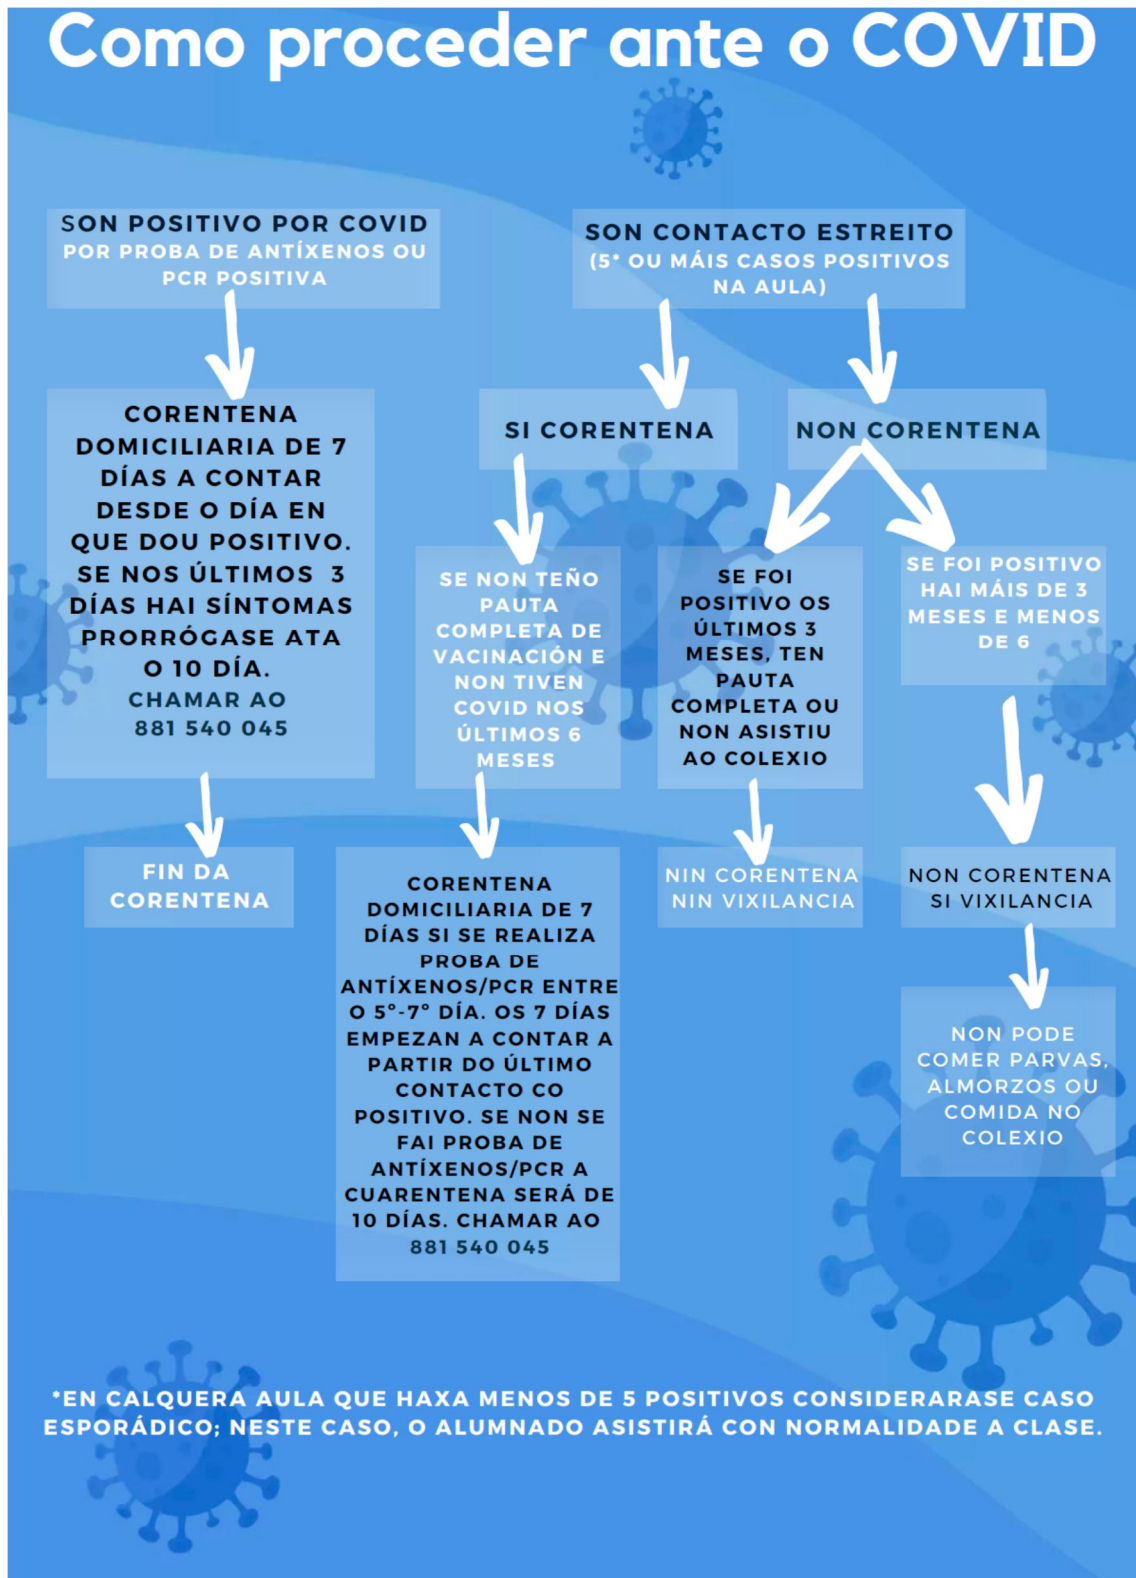 Como proceder ante o COVID
SON POSITIVO POR COVID
POR PROBA DE ANTÍXENOS OU
PCR POSITIVA
SON CONTACTO ESTREITO
(5* OU MÁIS CASOS POSITIVOS
NA AULA)
CORENTENA
DOMICILIARIA DE 7
DÍAS A CONTAR
DESDE O DÍA EN
QUE DOU POSITIVO.
SE NOS ÚLTIMOS 3
DÍAS HAI SÍNTOMAS
PRORRÓGASE ATA
O 10 DÍA.
CHAMAR AO
881 540 045
SI CORENTENA
NON CORENTENA
SE NON TEÑO
PAUTA
COMPLETA DE
VACINACIÓN E
NON TIVEN
COVID NOS
ÚLTIMOS 6
MESES
SE FOI
POSITIVO OS
ÚLTIMOS 3
MESES, TEN
PAUTA
COMPLETA OU
NON ASISTIU
AO COLEXIO
SE FOI POSITIVO
HAI MÁIS DE 3
MESES E MENOS
DE 6
FIN DA
CORENTENA
CORENTENA
DOMICILIARIA DE 7
DÍAS SI SE REALIZA
PROBA DE
ANTÍXENOS/PCR ENTRE
O 5º-7º DÍA. OS 7 DÍAS
EMPEZAN A CONTAR A
PARTIR DO ÚLTIMO
CONTACTO CO
POSITIVO. SE NON SE
FAI PROBA DE
ANTÍXENOS/PCR A
CUARENTENA SERÁ DE
10 DÍAS. CHAMAR AO
881 540 045
NIN CORENTENA
NIN VIXILANCIA
NON CORENTENA
SI VIXILANCIA
NON PODE
COMER PARVAS,
ALMORZOS OU
COMIDA NO
COLEXIO
*EN CALQUERA AULA QUE HAXA MENOS DE 5 POSITIVOS CONSIDERARASE CASO
ESPORÁDICO; NESTE CASO, O ALUMNADO ASISTIRÁ CON NORMALIDADE A CLASE.